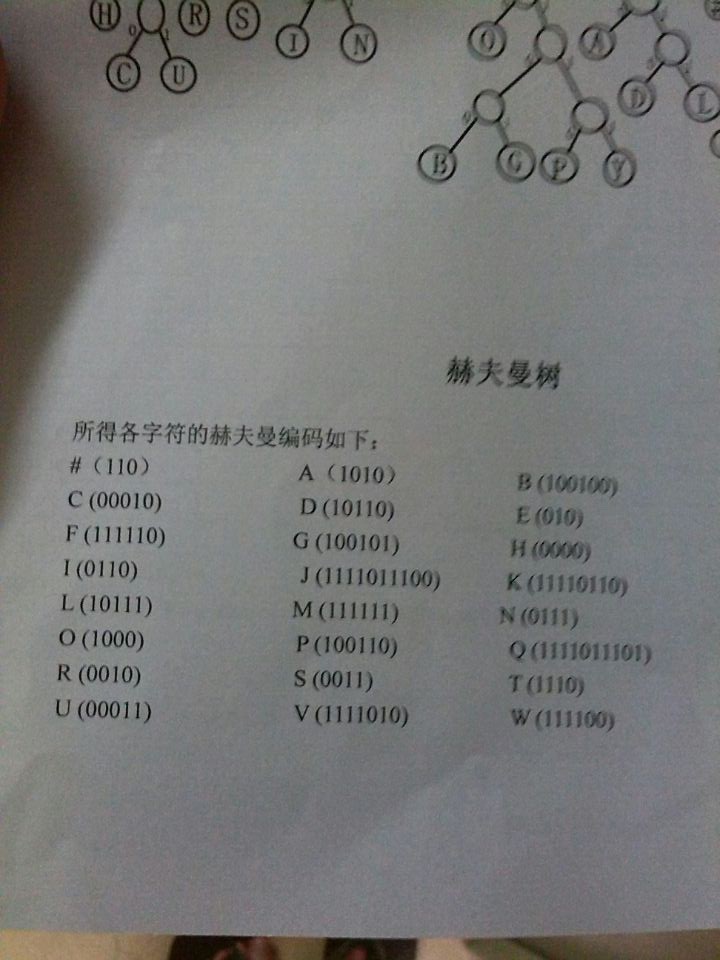 H R S I N O A
C U D L
B G P Y
赫夫曼树
所得各字符的赫夫曼编码如下：
#（110） A（1010） B (100100)
C (00010) D (10110) E (010)
F (111110) G (100101) H (0000)
I (0110) J (1111011100) K (11110110)
L (10111) M (111111) N (0111)
O (1000) P (100110) Q (1111011101)
R (0010) S (0011) T (1110)
U (00011) V (1111010) W (111100)